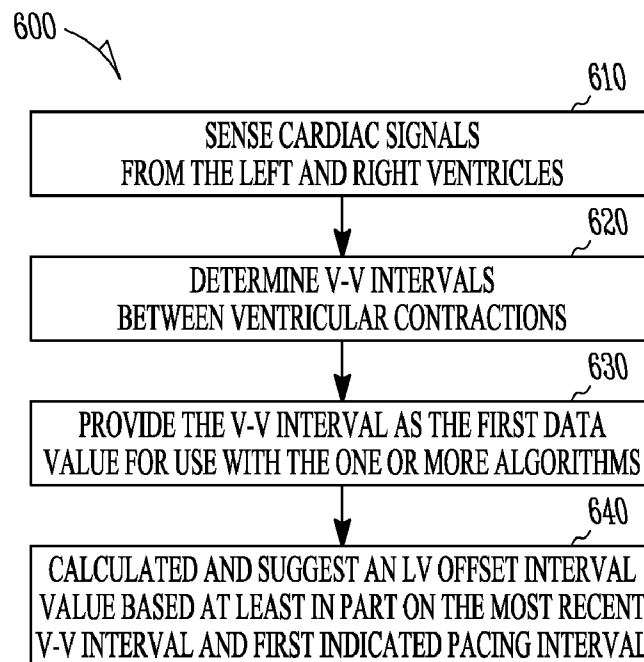 600
610
SENSE CARDIAC SIGNALS
FROM THE LEFT AND RIGHT VENTRICLES
620
DETERMINE V-V INTERVALS
BETWEEN VENTRICULAR CONTRACTIONS
630
PROVIDE THE V-V INTERVAL AS THE FIRST DATA
VALUE FOR USE WITH THE ONE OR MORE ALGORITHMS
640
CALCULATED AND SUGGEST AN LV OFFSET INTERVAL
VALUE BASED AT LEAST IN PART ON THE MOST RECENT
V-V INTERVAL AND FIRST INDICATED PACING INTERVAL